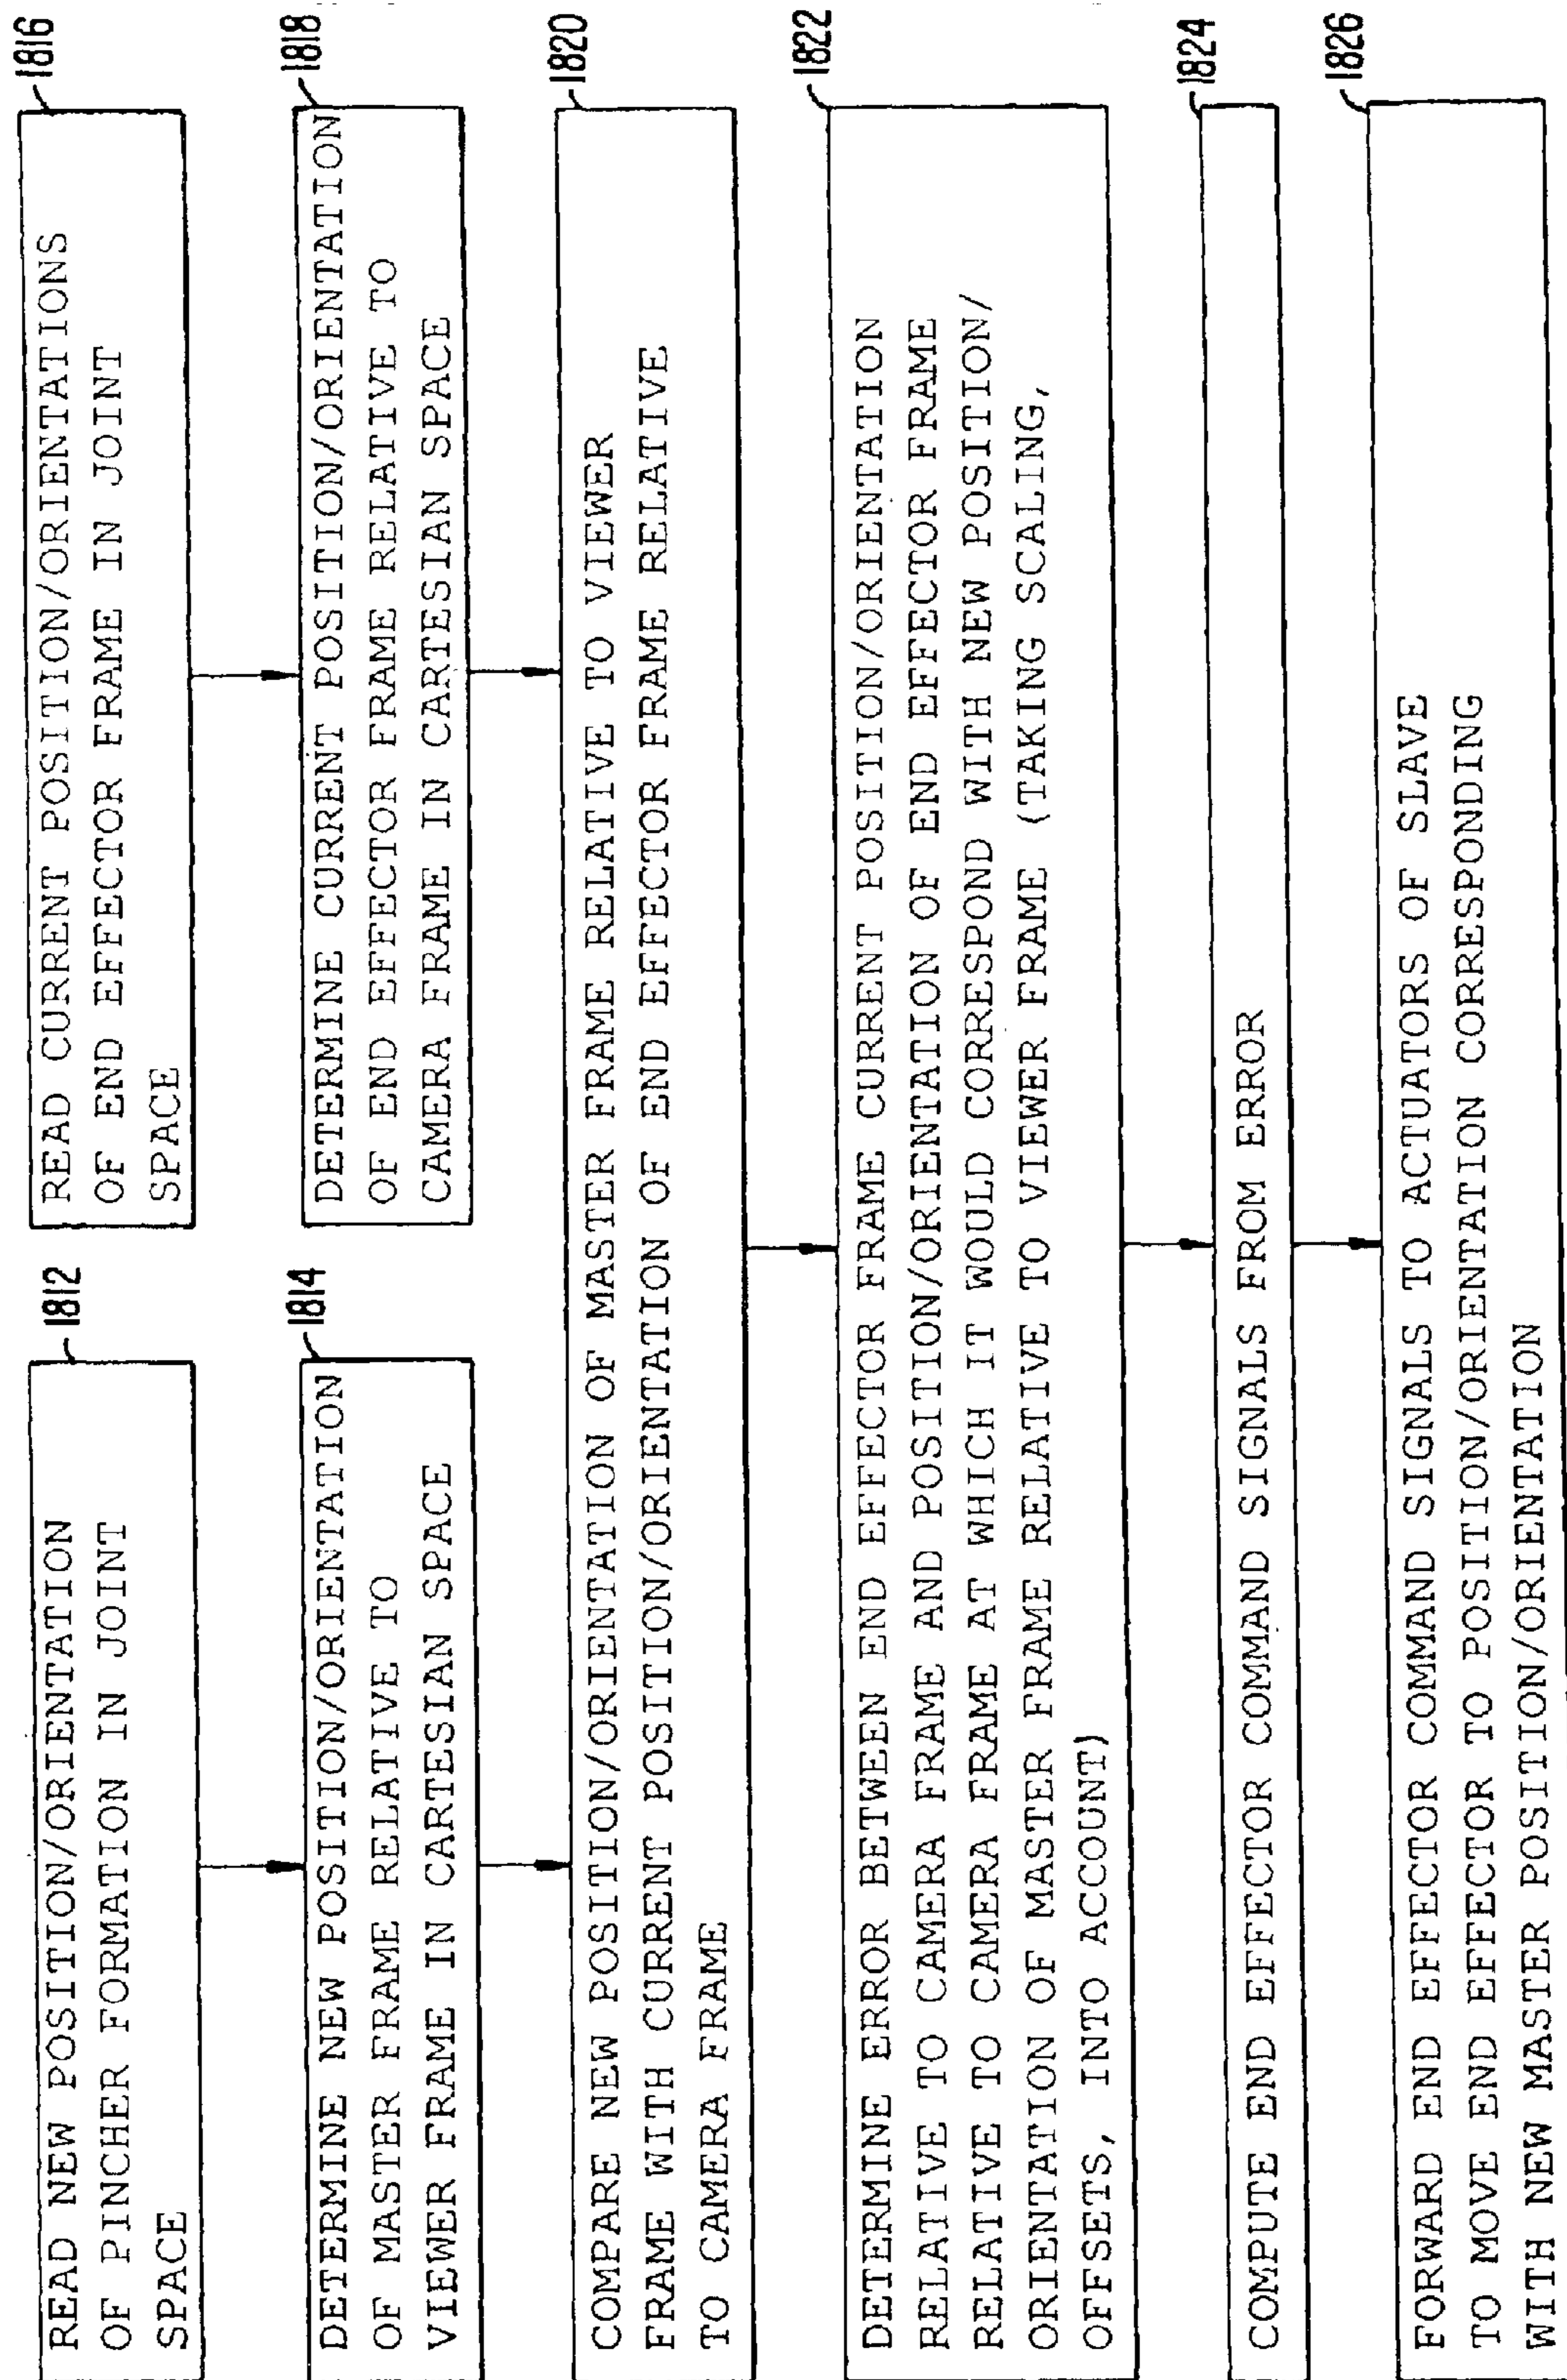 1812
READ NEW POSITION/ORIENTATION
OF PINCHER FORMATION IN JOINT
SPACE
1814
DETERMINE NEW POSITION/ORIENTATION
OF MASTER FRAME RELATIVE TO
VIEWER FRAME IN CARTESIAN SPACE
1816
READ CURRENT POSITION/ORIENTATIONS
OF END EFFECTOR FRAME IN JOINT
SPACE
1818
DETERMINE CURRENT POSITION/ORIENTATION
OF END EFFECTOR FRAME RELATIVE TO
CAMERA FRAME IN CARTESIAN SPACE
1820
COMPARE NEW POSITION/ORIENTATION OF MASTER FRAME RELATIVE TO VIEWER
FRAME WITH CURRENT POSITION/ORIENTATION OF END EFFECTOR FRAME RELATIVE
TO CAMERA FRAME
1822
DETERMINE ERROR BETWEEN END EFFECTOR FRAME CURRENT POSITION/ORIENTATION
RELATIVE TO CAMERA FRAME AND POSITION/ORIENTATION OF END EFFECTOR FRAME
RELATIVE TO CAMERA FRAME AT WHICH IT WOULD CORRESPOND WITH NEW POSITION/
ORIENTATION OF MASTER FRAME RELATIVE TO VIEWER FRAME (TAKING SCALING,
OFFSETS, INTO ACCOUNT)
1824
COMPUTE END EFFECTOR COMMAND SIGNALS FROM ERROR
1826
FORWARD END EFFECTOR COMMAND SIGNALS TO ACTUATORS OF SLAVE
TO MOVE END EFFECTOR TO POSITION/ORIENTATION CORRESPONDING
WITH NEW MASTER POSITION/ORIENTATION